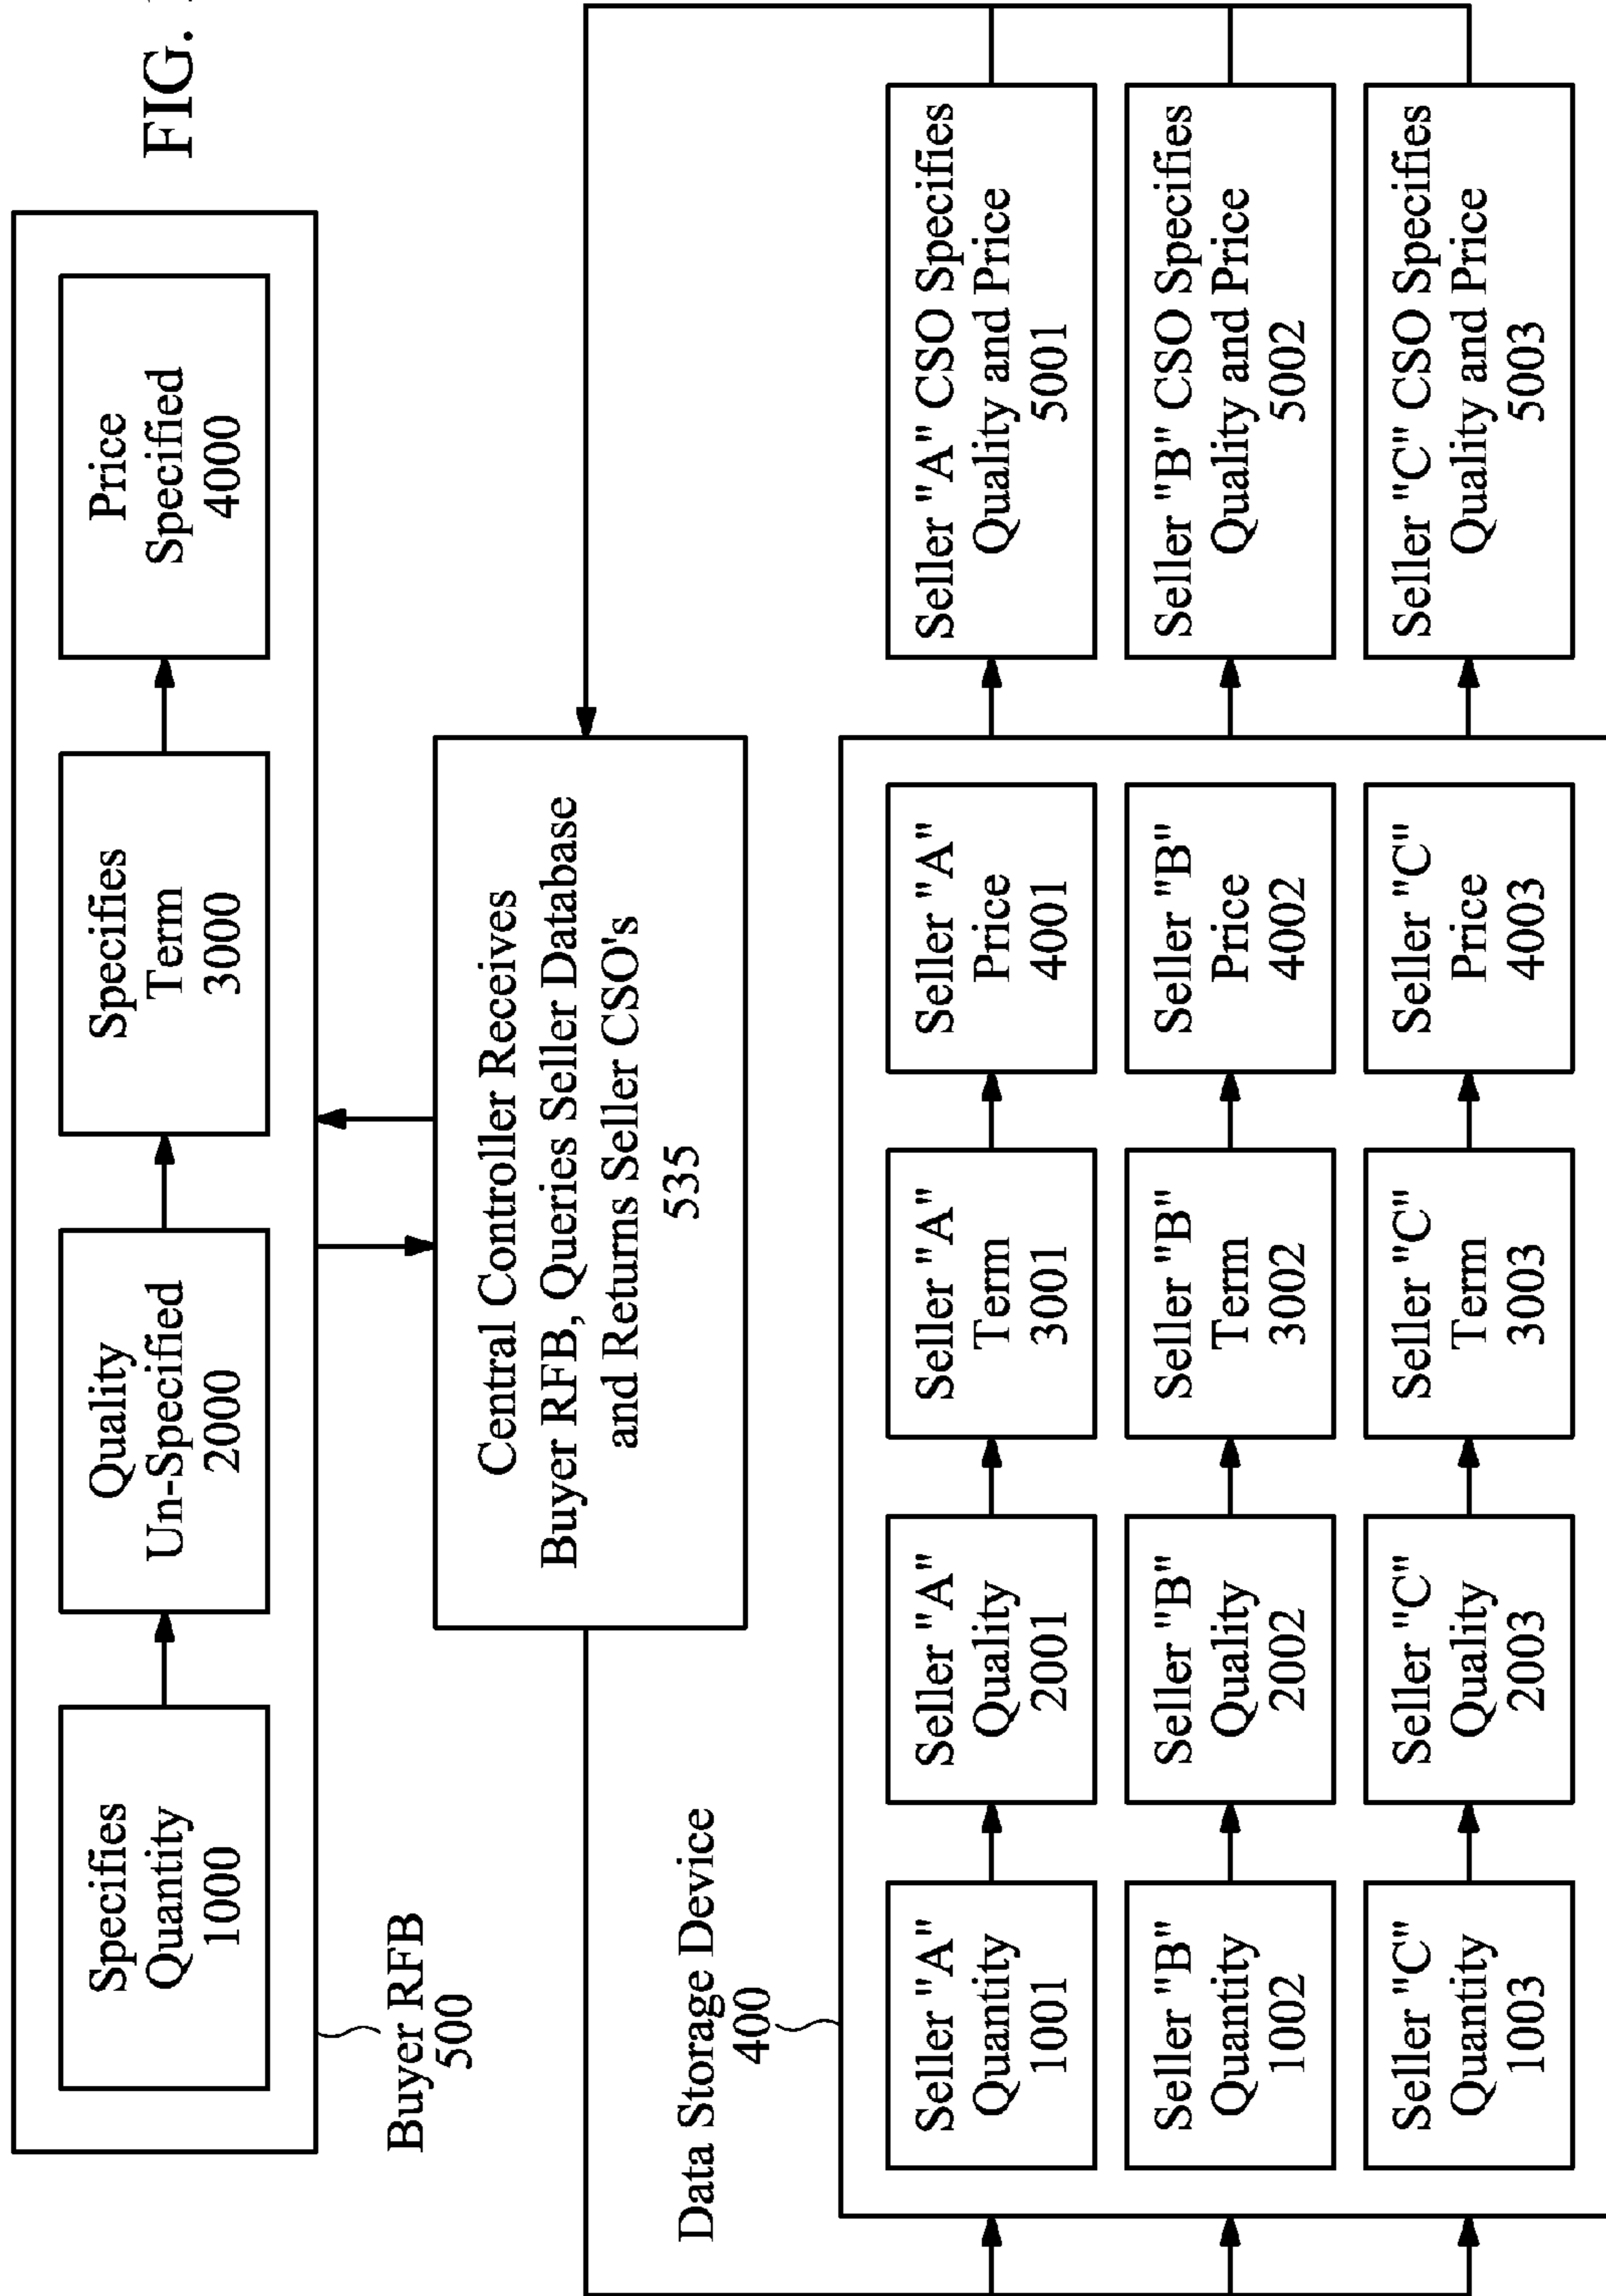 FIG.
Specifies
Quantity
1000
Quality
Un-Specified
2000
Specifies
Term
3000
Price
Specified
4000
Buyer RFB
500
Central Controller Receives
Buyer RFB, Queries Seller Database
and Returns Seller CSO's
535
Data Storage Device
400
Seller "A"
Quantity
1001
Seller "A"
Quality
2001
Seller "A"
Term
3001
Seller "A"
Price
4001
Seller "A" CSO Specifies
Quality and Price
5001
Seller "B"
Quantity
1002
Seller "B"
Quality
2002
Seller "B"
Term
3002
Seller "B"
Price
4002
Seller "B" CSO Specifies
Quality and Price
5002
Seller "C"
Quantity
1003
Seller "C"
Quality
2003
Seller "C"
Term
3003
Seller "C"
Price
4003
Seller "C" CSO Specifies
Quality and Price
5003